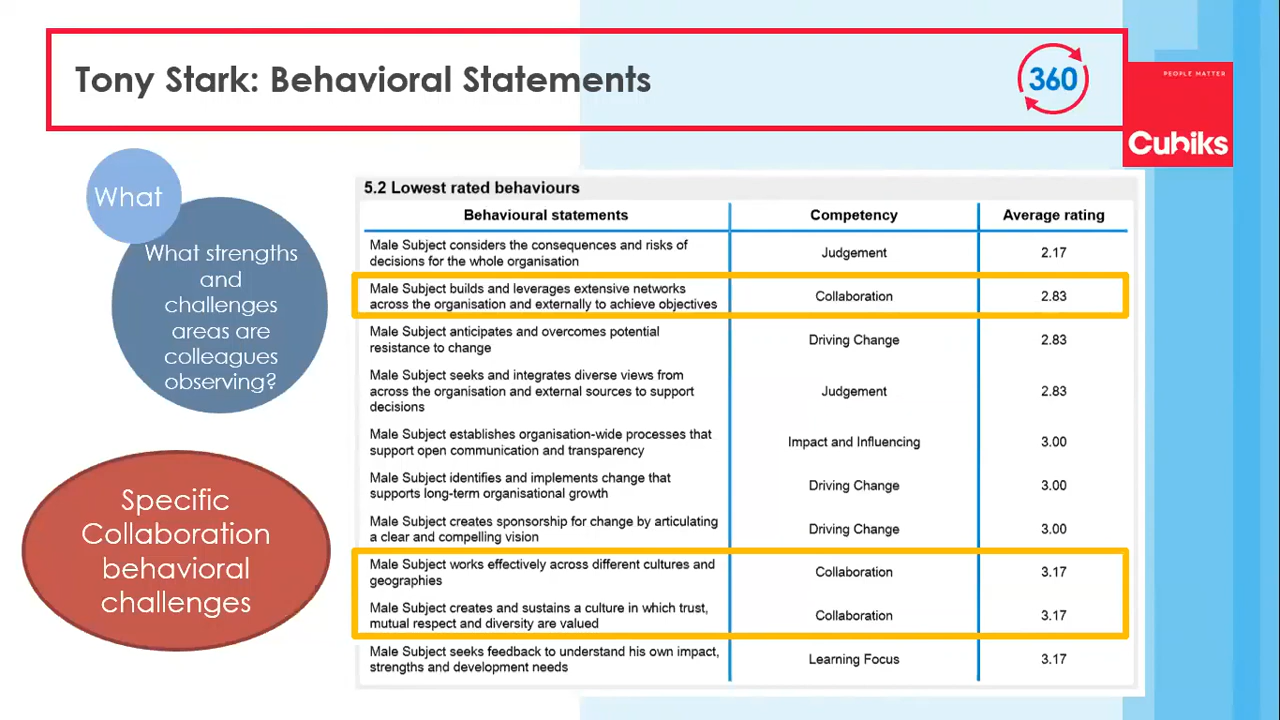 Tony Stark: Behavioral Statements
360
PEOPLE MATTER
Cubiks
What
What strengths
and
challenges
areas are
colleagues
observing?
Specific
Collaboration
behavioral
challenges
5.2 Lowest rated behaviours
Behavioural statements Competency Average rating
Male Subject considers the consequences and risks of
decisions for the whole organisation
Judgement 2.17
Male Subject builds and leverages extensive networks
across the organisation and externally to achieve objectives
Collaboration 2.83
Male Subject anticipates and overcomes potential
resistance to change
Driving Change 2.83
Male Subject seeks and integrates diverse views from
across the organisation and external sources to support
decisions
Judgement 2.83
Male Subject establishes organisation-wide processes that
support open communication and transparency
Impact and Influencing 3.00
Male Subject identifies and implements change that
supports long-term organisational growth
Driving Change 3.00
Male Subject creates sponsorship for change by articulating
a clear and compelling vision
Driving Change 3.00
Male Subject works effectively across different cultures and
geographies
Collaboration 3.17
Male Subject creates and sustains a culture in which trust,
mutual respect and diversity are valued
Collaboration 3.17
Male Subject seeks feedback to understand his own impact,
strengths and development needs
Learning Focus 3.17